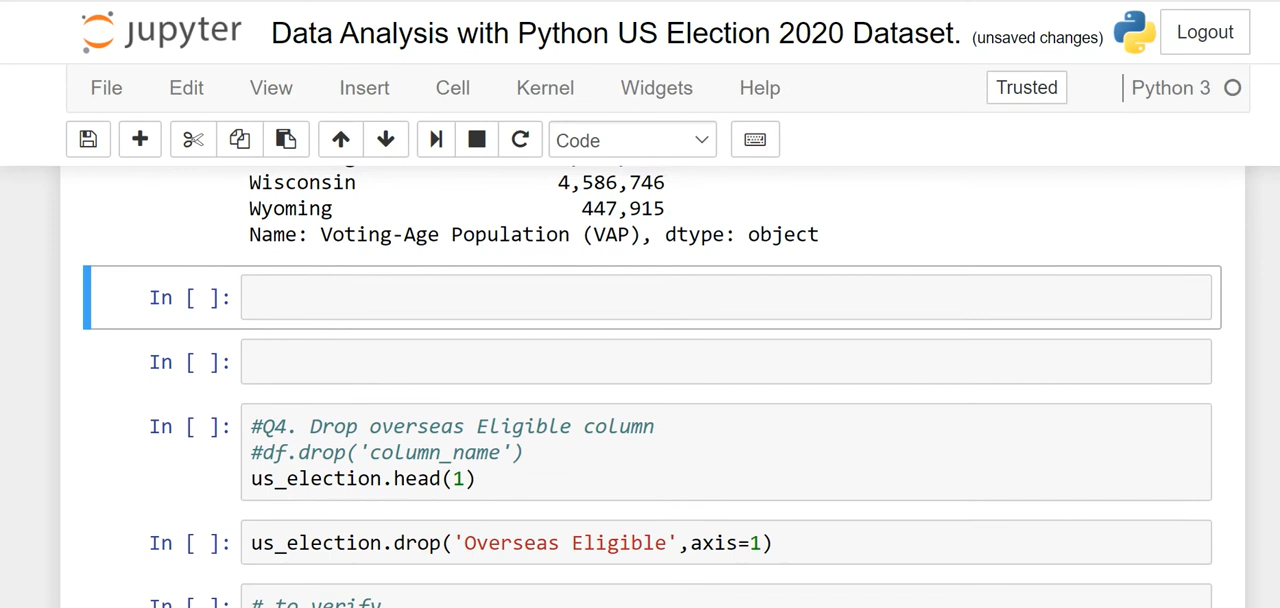 jupyter Data Analysis with Python US Election 2020 Dataset. (unsaved changes) Logout
File Edit View Insert Cell Kernel Widgets Help Trusted Python 3
Code
Wisconsin 4,586,746
Wyoming 447,915
Name: Voting-Age Population (VAP), dtype: object
In [ ]:
In [ ]:
In [ ]: #Q4. Drop overseas Eligible column
#df.drop('column_name')
us_election.head(1)
In [ ]: us_election.drop('Overseas Eligible',axis=1)
In [ ]: # to verify